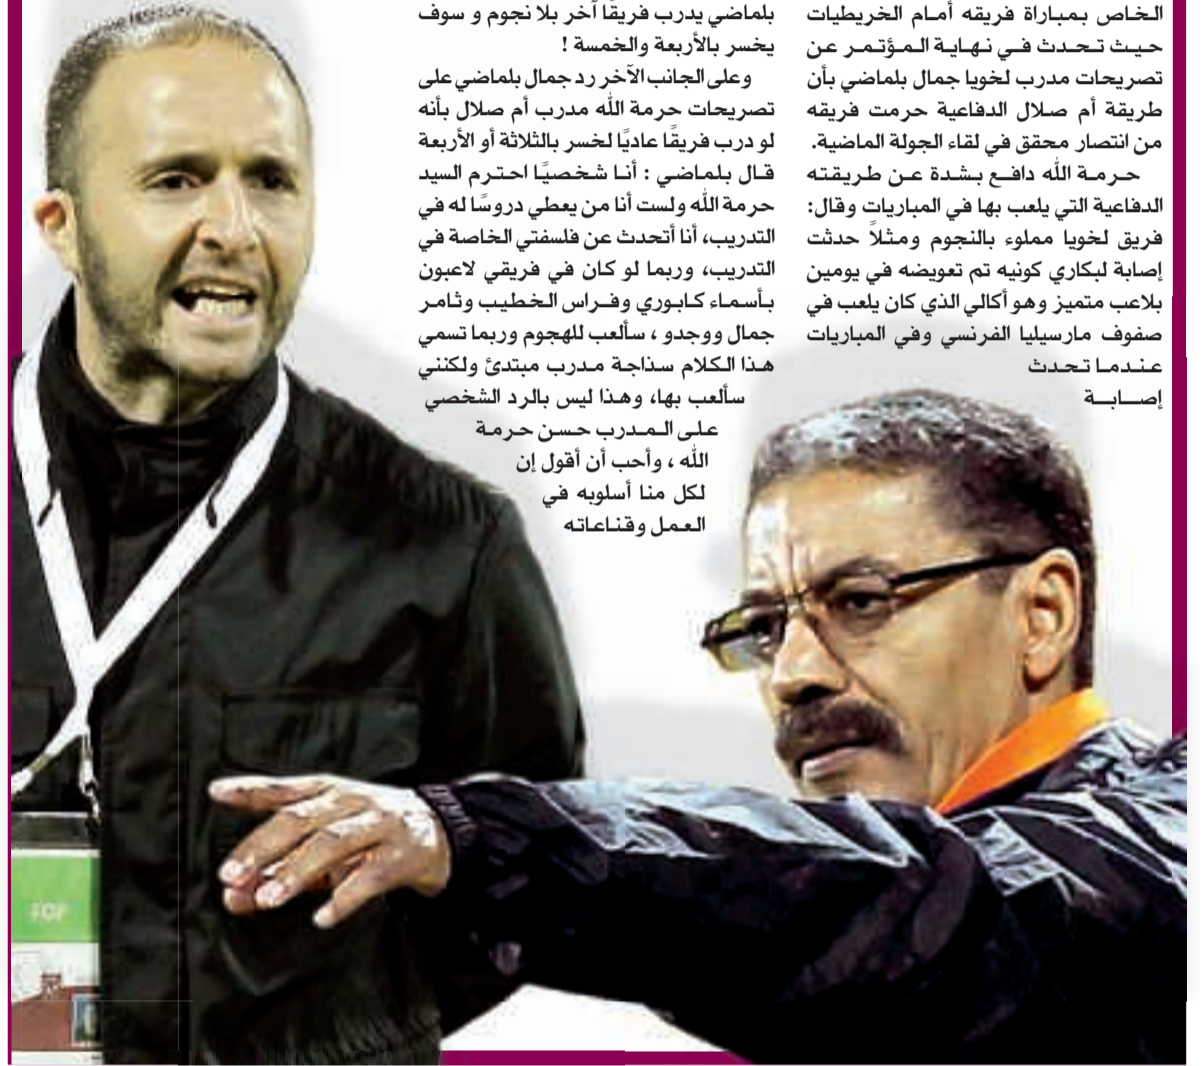 الخاص بمباراة فريقه أمام الخريطيات
حيث تحدث في نهاية المؤتمر عن
تصريحات مدرب لخويا جمال بلماضي بأن
طريقة أم صلال الدفاعية حرمت فريقه
من انتصار محقق في لقاء الجولة الماضية.
حرمة الله دافع بشدة عن طريقته
الدفاعية التي يلعب بها في المباريات وقال:
فريق لخويا مملوء بالنجوم ومثلاً حدثت
إصابة لبكاري كونيه تم تعويضه في يومين
بلاعب متميز وهو أكالي الذي كان يلعب في
صفوف مارسيليا الفرنسي وفي المباريات
عندما تحدث
إصابة
بلماضي يدرب فريقًا آخر بلا نجوم و سوف
يخسر بالأربعة والخمسة !
وعلى الجانب الآخر رد جمال بلماضي على
تصريحات حرمة الله مدرب أم صلال بأنه
لو درب فريقًا عاديًا لخسر بالثلاثة أو الأربعة
قال بلماضي : أنا شخصيًا احترم السيد
حرمة الله ولست أنا من يعطي دروسًا له في
التدريب، أنا أتحدث عن فلسفتي الخاصة في
التدريب، وربما لو كان في فريقي لاعبون
بأسماء كابوري وفراس الخطيب وثامر
جمال ووجدو ، سألعب للهجوم وربما تسمي
هذا الكلام سذاجة مدرب مبتدئ ولكنني
سألعب بها، وهذا ليس بالرد الشخصي
على المدرب حسن حرمة
الله ، وأحب أن أقول إن
لكل منا أسلوبه في
العمل وقناعاته